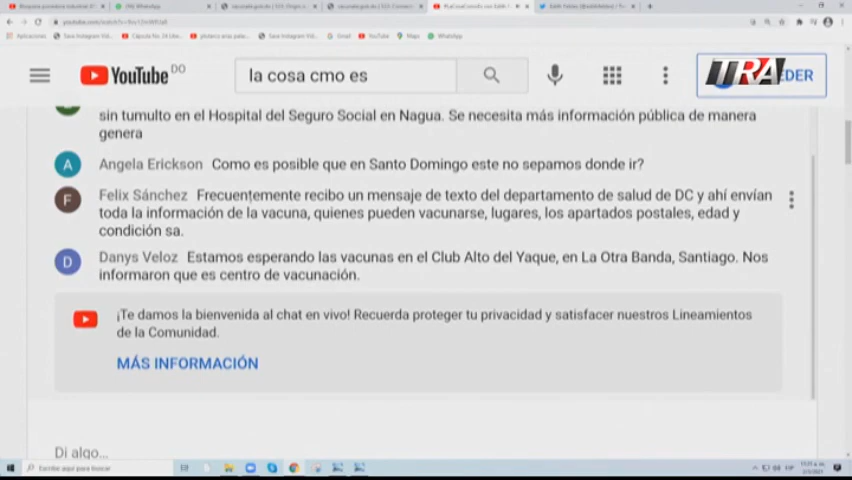 YouTube DO
la cosa cmo es
TRA
DER
sin tumulto en el Hospital del Seguro Social en Nagua. Se necesita más información pública de manera
genera
A Angela Erickson Como es posible que en Santo Domingo este no sepamos donde ir?
F Felix Sánchez Frecuentemente recibo un mensaje de texto del departamento de salud de DC y ahí envían
toda la información de la vacuna, quienes pueden vacunarse, lugares, los apartados postales, edad y
condición sa.
D Danys Veloz Estamos esperando las vacunas en el Club Alto del Yaque, en La Otra Banda, Santiago. Nos
informaron que es centro de vacunación.
¡Te damos la bienvenida al chat en vivo! Recuerda proteger tu privacidad y satisfacer nuestros Lineamientos
de la Comunidad.
MÁS INFORMACIÓN
Di algo...
Escribe aquí para buscar